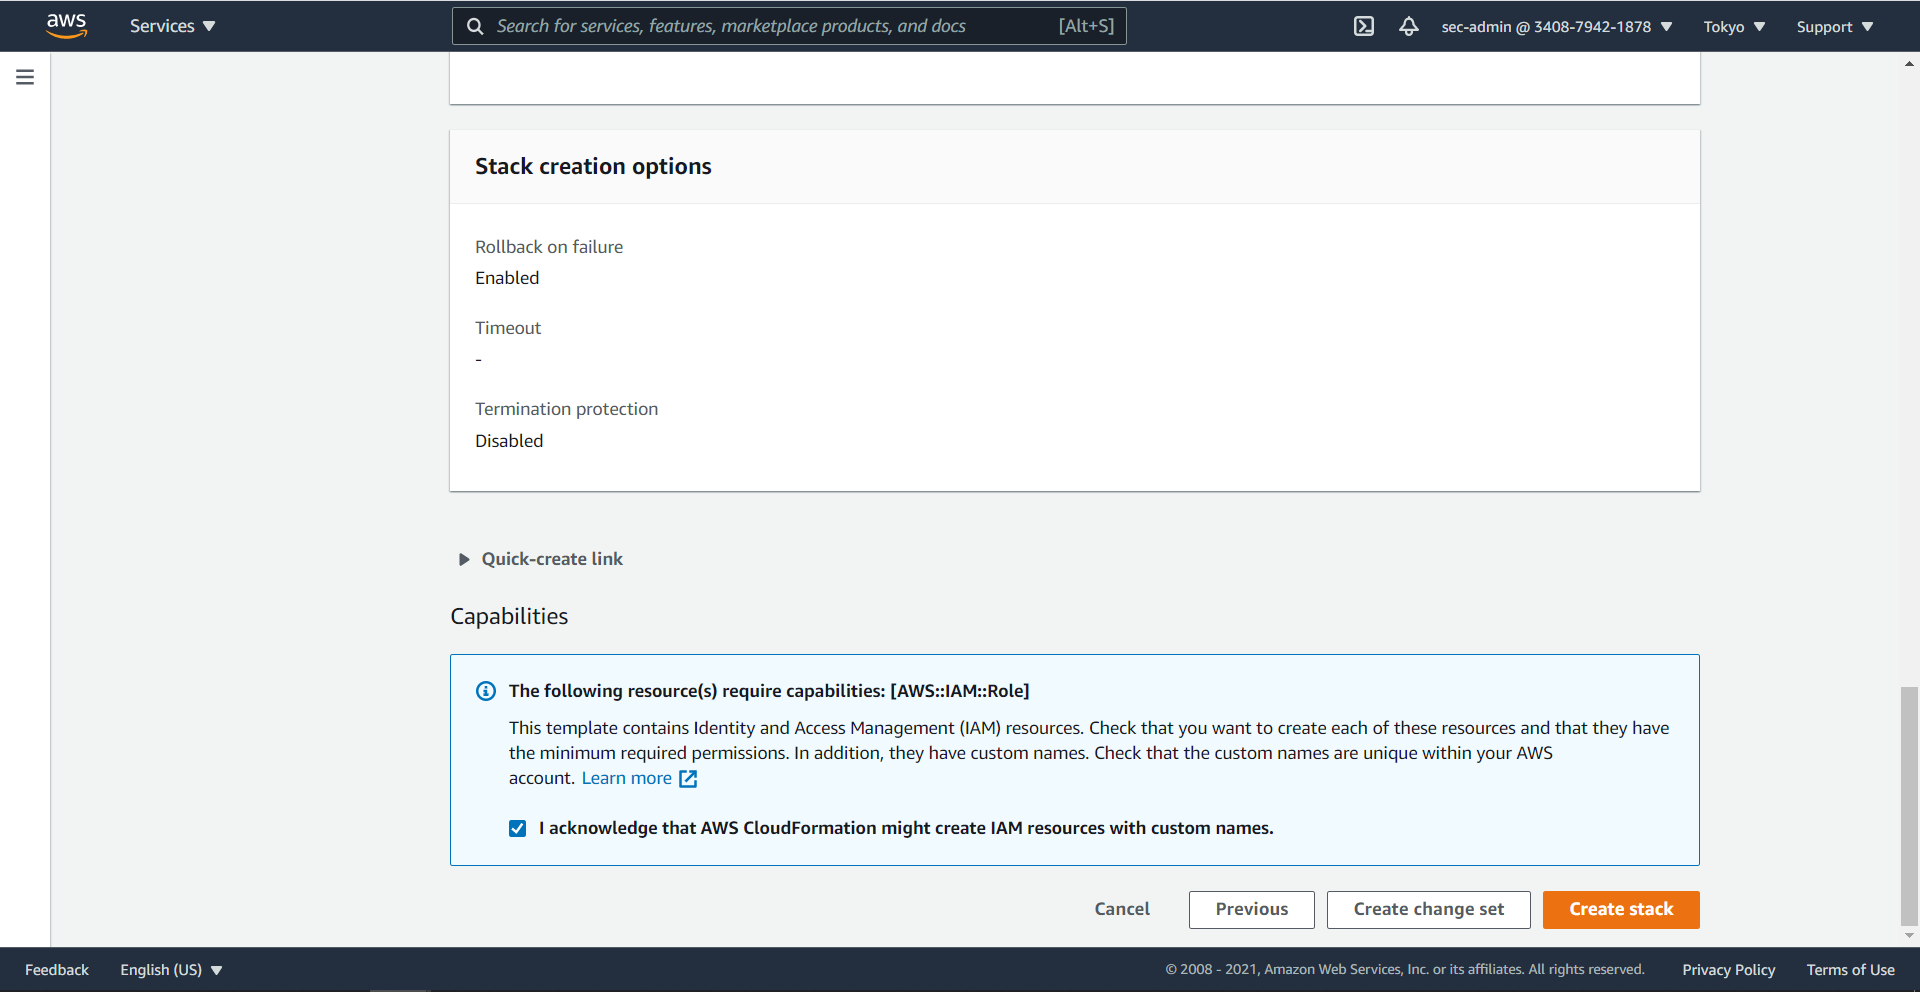 aws
Services
Search for services, features, marketplace products, and docs
[Alt+S]
sec-admin @ 3408-7942-1878
Tokyo
Support
Stack creation options
Rollback on failure
Enabled
Timeout
-
Termination protection
Disabled
Quick-create link
Capabilities
The following resource(s) require capabilities: [AWS::IAM::Role]
This template contains Identity and Access Management (IAM) resources. Check that you want to create each of these resources and that they have
the minimum required permissions. In addition, they have custom names. Check that the custom names are unique within your AWS
account. Learn more
I acknowledge that AWS CloudFormation might create IAM resources with custom names.
Cancel
Previous
Create change set
Create stack
Feedback
English (US)
© 2008 - 2021, Amazon Web Services, Inc. or its affiliates. All rights reserved.
Privacy Policy
Terms of Use